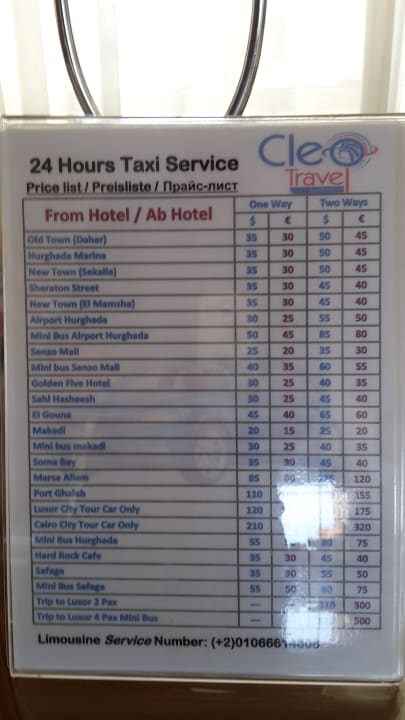 Cleo
Travel
24 Hours Taxi Service
Price list / Preisliste / Прайс-лист
From Hotel / Ab Hotel One Way Two Ways
$ € $ €
Old Town (Dahar) 35 30 50 45
Hurghada Marina 35 30 50 45
New Town (Sekalla) 35 30 50 45
Sheraton Street 35 30 45 40
New Town (El Mamsha) 35 30 45 40
Airport Hurghada 30 25 55 50
Mini Bus Airport Hurghada 50 45 85 80
Senzo Mall 25 20 35 30
Mini bus Senzo Mall 40 35 60 55
Golden Five Hotel 30 25 40 35
Sahl Hasheesh 30 25 45 40
El Gouna 45 40 65 60
Makadi 20 15 25 20
Mini bus makadi 30 25 40 35
Soma Bay 35 30 45 40
Marsa Allam 85 120
Port Ghalab 110 155
Luxor City Tour Car Only 120 175
Cairo City Tour Car Only 210 320
Mini Bus Hurghada 55 80 75
Hard Rock Cafe 35 30 45 40
Safaga 35 30 55 50
Mini Bus Safaga 55 50 80 75
Trip to Luxor 2 Pax — 310 300
Trip to Luxor 4 Pax Mini Bus — 500
Limousine Service Number: